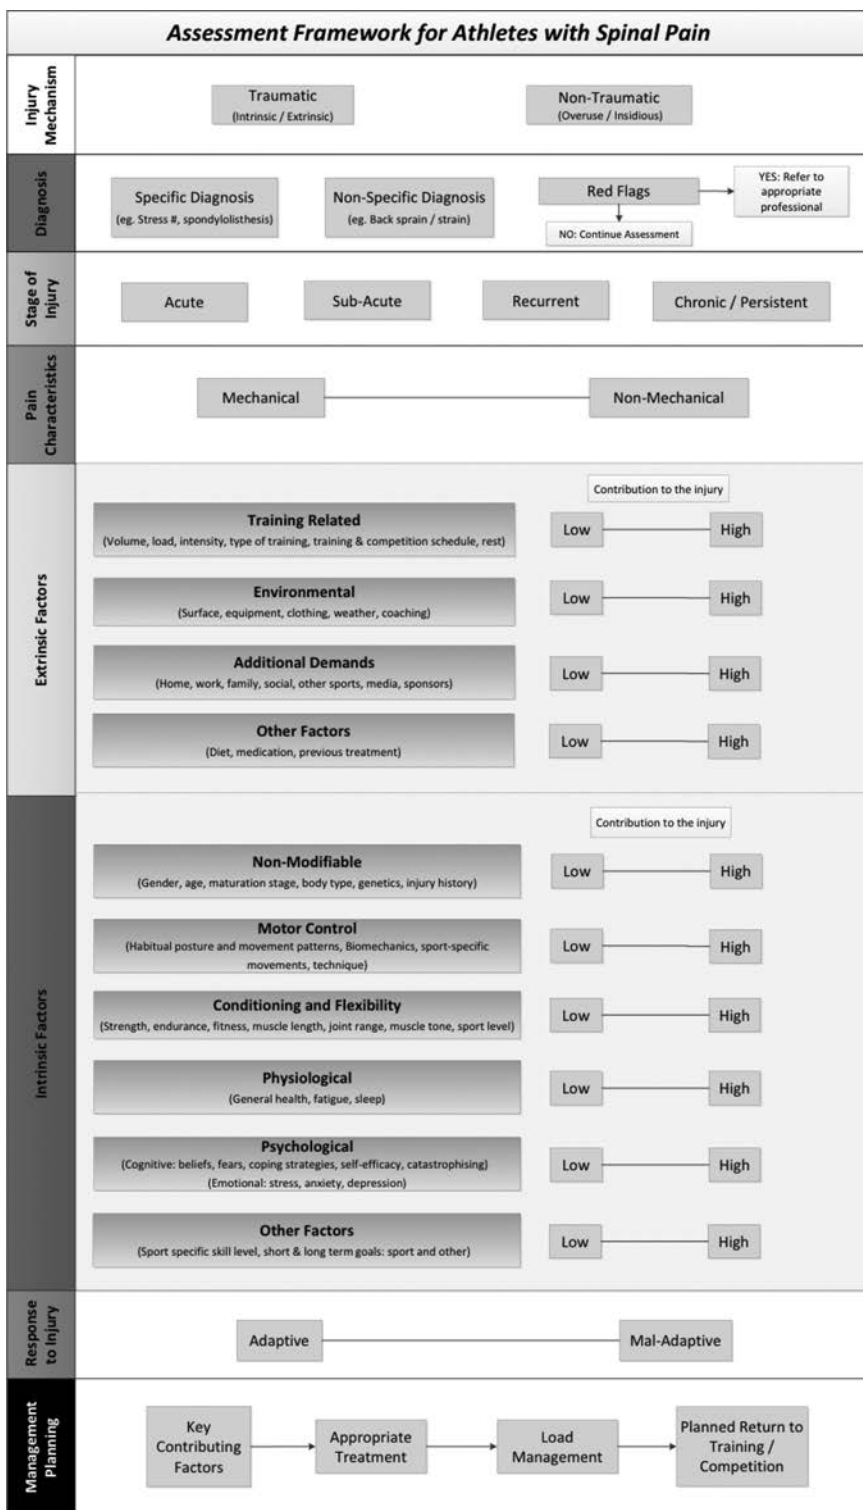 Assessment Framework for Athletes with Spinal Pain
Injury
Mechanism
Traumatic
(Intrinsic / Extrinsic)
Non-Traumatic
(Overuse / Insidious)
Diagnosis
Specific Diagnosis
(eg. Stress #, spondylolisthesis)
Non-Specific Diagnosis
(eg. Back sprain / strain)
Red Flags
YES: Refer to
appropriate
professional
NO: Continue Assessment
Stage of
Injury
Acute
Sub-Acute
Recurrent
Chronic / Persistent
Pain
Characteristics
Mechanical
Non-Mechanical
Extrinsic Factors
Contribution to the injury
Training Related
(Volume, load, intensity, type of training, training & competition schedule, rest)
Low
High
Environmental
(Surface, equipment, clothing, weather, coaching)
Low
High
Additional Demands
(Home, work, family, social, other sports, media, sponsors)
Low
High
Other Factors
(Diet, medication, previous treatment)
Low
High
Intrinsic Factors
Contribution to the injury
Non-Modifiable
(Gender, age, maturation stage, body type, genetics, injury history)
Low
High
Motor Control
(Habitual posture and movement patterns, Biomechanics, sport-specific
movements, technique)
Low
High
Conditioning and Flexibility
(Strength, endurance, fitness, muscle length, joint range, muscle tone, sport level)
Low
High
Physiological
(General health, fatigue, sleep)
Low
High
Psychological
(Cognitive: beliefs, fears, coping strategies, self-efficacy, catastrophising)
(Emotional: stress, anxiety, depression)
Low
High
Other Factors
(Sport specific skill level, short & long term goals: sport and other)
Low
High
Response
to Injury
Adaptive
Mal-Adaptive
Management
Planning
Key
Contributing
Factors
Appropriate
Treatment
Load
Management
Planned Return to
Training /
Competition